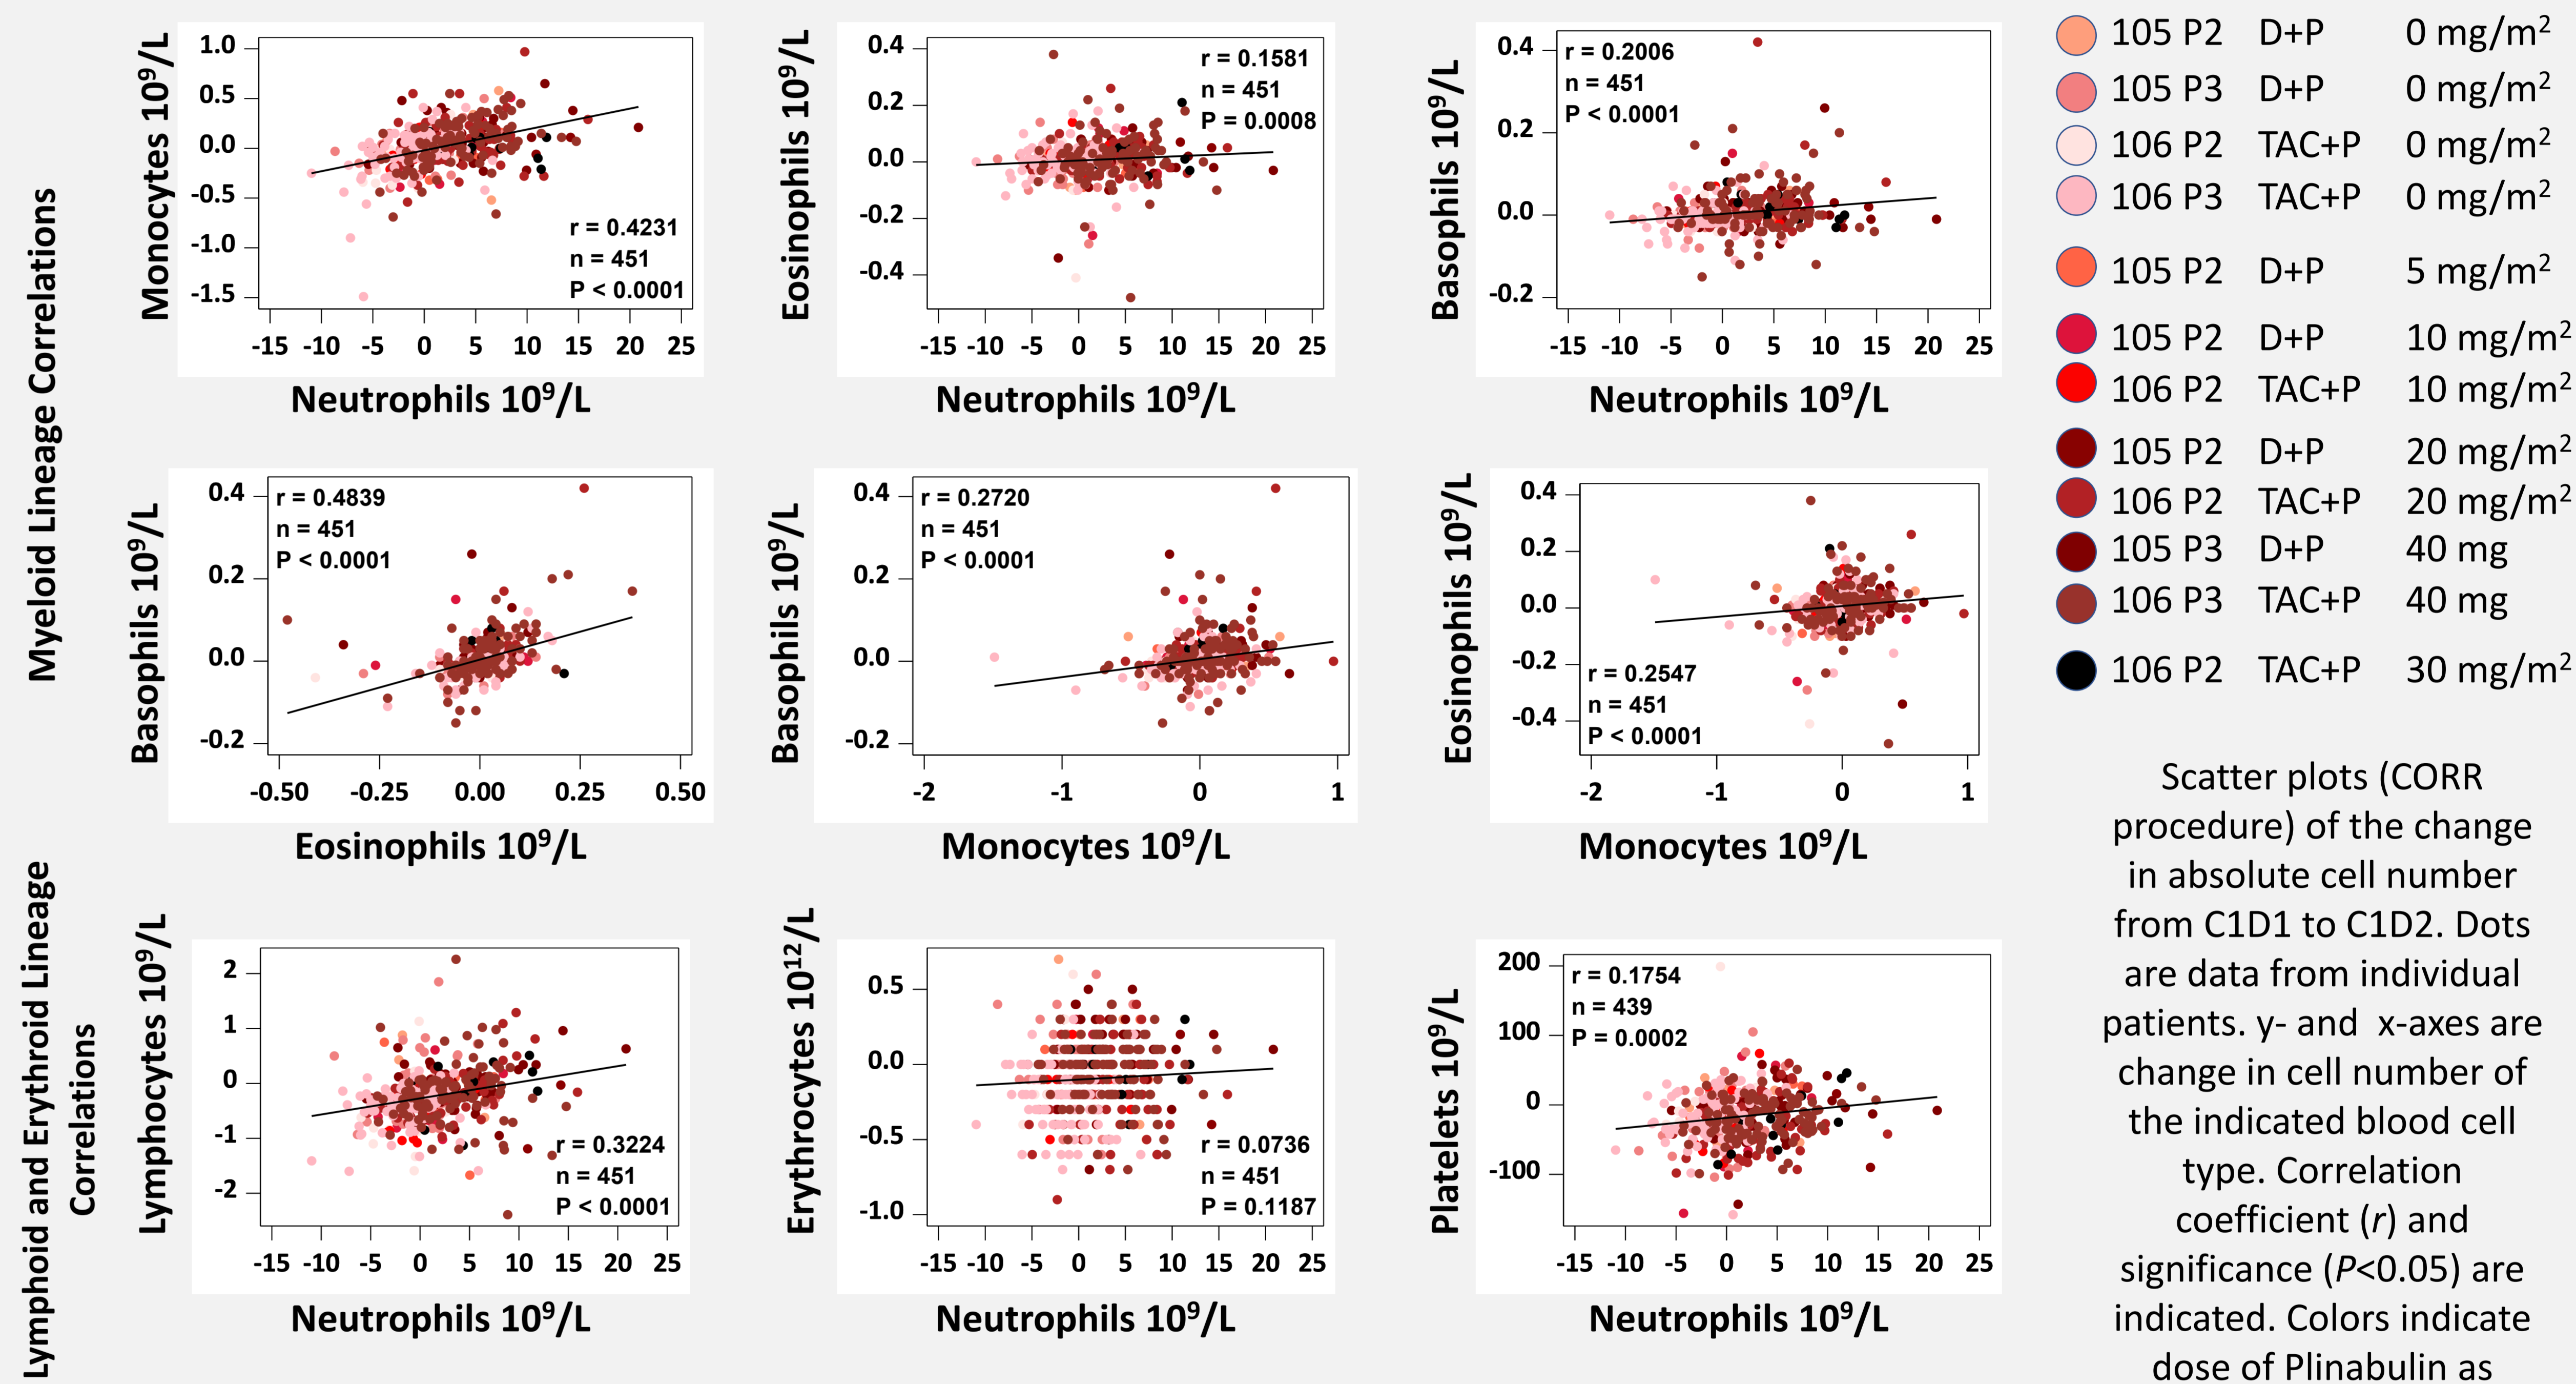 Myeloid Lineage Correlations
Monocytes 10⁹/L
1.0
0.5
0.0
-0.5
-1.0
-1.5
r = 0.4231
n = 451
P < 0.0001
-15 -10 -5 0 5 10 15 20 25
Neutrophils 10⁹/L
Eosinophils 10⁹/L
0.4
0.2
0.0
-0.2
-0.4
r = 0.1581
n = 451
P = 0.0008
-15 -10 -5 0 5 10 15 20 25
Neutrophils 10⁹/L
Basophils 10⁹/L
0.4
0.2
0.0
-0.2
r = 0.2006
n = 451
P < 0.0001
-15 -10 -5 0 5 10 15 20 25
Neutrophils 10⁹/L
Basophils 10⁹/L
0.4
0.2
0.0
-0.2
r = 0.4839
n = 451
P < 0.0001
-0.50 -0.25 0.00 0.25 0.50
Eosinophils 10⁹/L
Basophils 10⁹/L
0.4
0.2
0.0
-0.2
r = 0.2720
n = 451
P < 0.0001
-2 -1 0 1
Monocytes 10⁹/L
Eosinophils 10⁹/L
0.4
0.2
0.0
-0.2
-0.4
r = 0.2547
n = 451
P < 0.0001
-2 -1 0 1
Monocytes 10⁹/L
Lymphoid and Erythroid Lineage
Correlations
Lymphocytes 10⁹/L
2
1
0
-1
-2
r = 0.3224
n = 451
P < 0.0001
-15 -10 -5 0 5 10 15 20 25
Neutrophils 10⁹/L
Erythrocytes 10¹²/L
0.5
0.0
-0.5
-1.0
r = 0.0736
n = 451
P = 0.1187
-15 -10 -5 0 5 10 15 20 25
Neutrophils 10⁹/L
Platelets 10⁹/L
200
100
0
-100
r = 0.1754
n = 439
P = 0.0002
-15 -10 -5 0 5 10 15 20 25
Neutrophils 10⁹/L
105 P2 D+P 0 mg/m²
105 P3 D+P 0 mg/m²
106 P2 TAC+P 0 mg/m²
106 P3 TAC+P 0 mg/m²
105 P2 D+P 5 mg/m²
105 P2 D+P 10 mg/m²
106 P2 TAC+P 10 mg/m²
105 P2 D+P 20 mg/m²
106 P2 TAC+P 20 mg/m²
105 P3 D+P 40 mg
106 P3 TAC+P 40 mg
106 P2 TAC+P 30 mg/m²
Scatter plots (CORR
procedure) of the change
in absolute cell number
from C1D1 to C1D2. Dots
are data from individual
patients. y- and x-axes are
change in cell number of
the indicated blood cell
type. Correlation
coefficient (r) and
significance (P<0.05) are
indicated. Colors indicate
dose of Plinabulin as